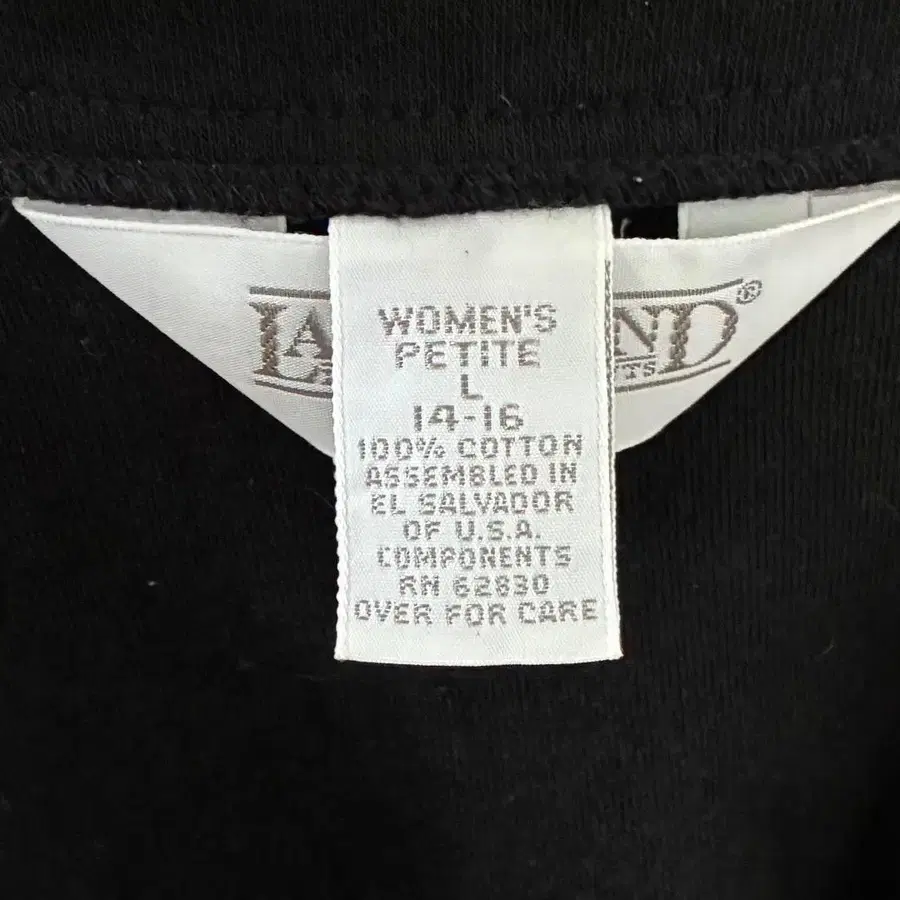 WOMEN'S
PETITE
L
14-16
100% COTTON
ASSEMBLED IN
EL SALVADOR
OF U.S.A.
COMPONENTS
RN 62830
OVER FOR CARE